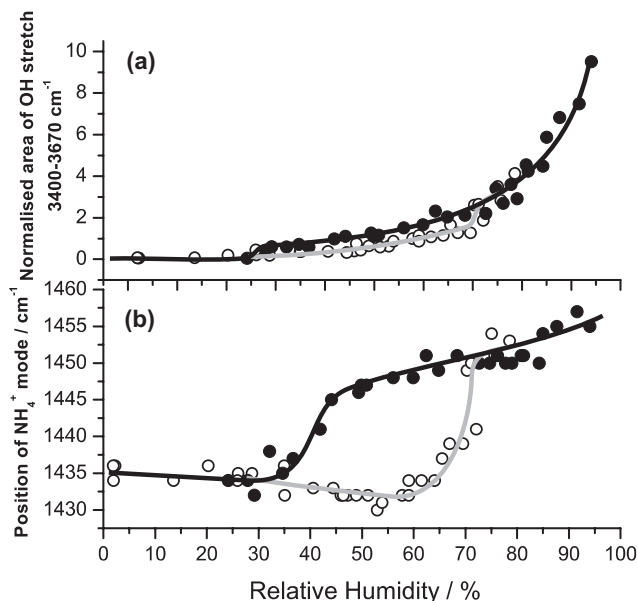 (a)
Normalised area of OH stretch
3400-3670 cm⁻¹
10
8
6
4
2
0
(b)
Position of NH₄⁺ mode / cm⁻¹
1460
1455
1450
1445
1440
1435
1430
0 10 20 30 40 50 60 70 80 90 100
Relative Humidity / %